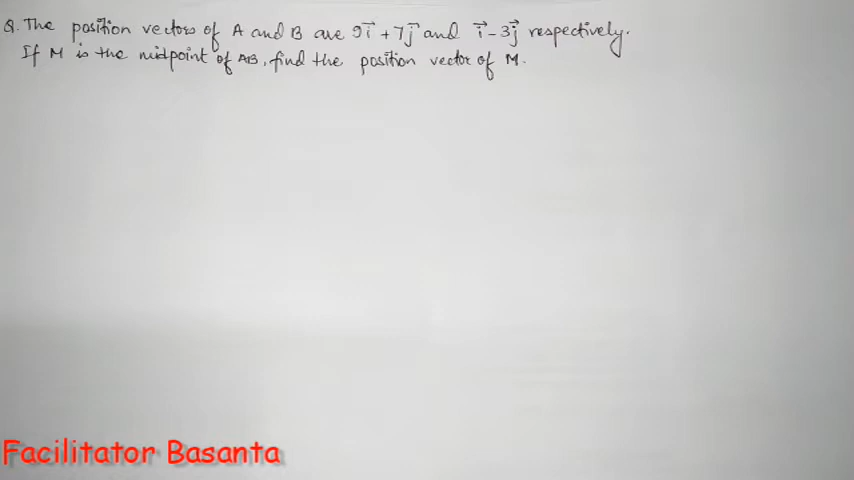 Q. The position vectors of A and B are 9i⃗ + 7j⃗ and i⃗ - 3j⃗ respectively.
If M is the midpoint of AB, find the position vector of M.
Facilitator Basanta